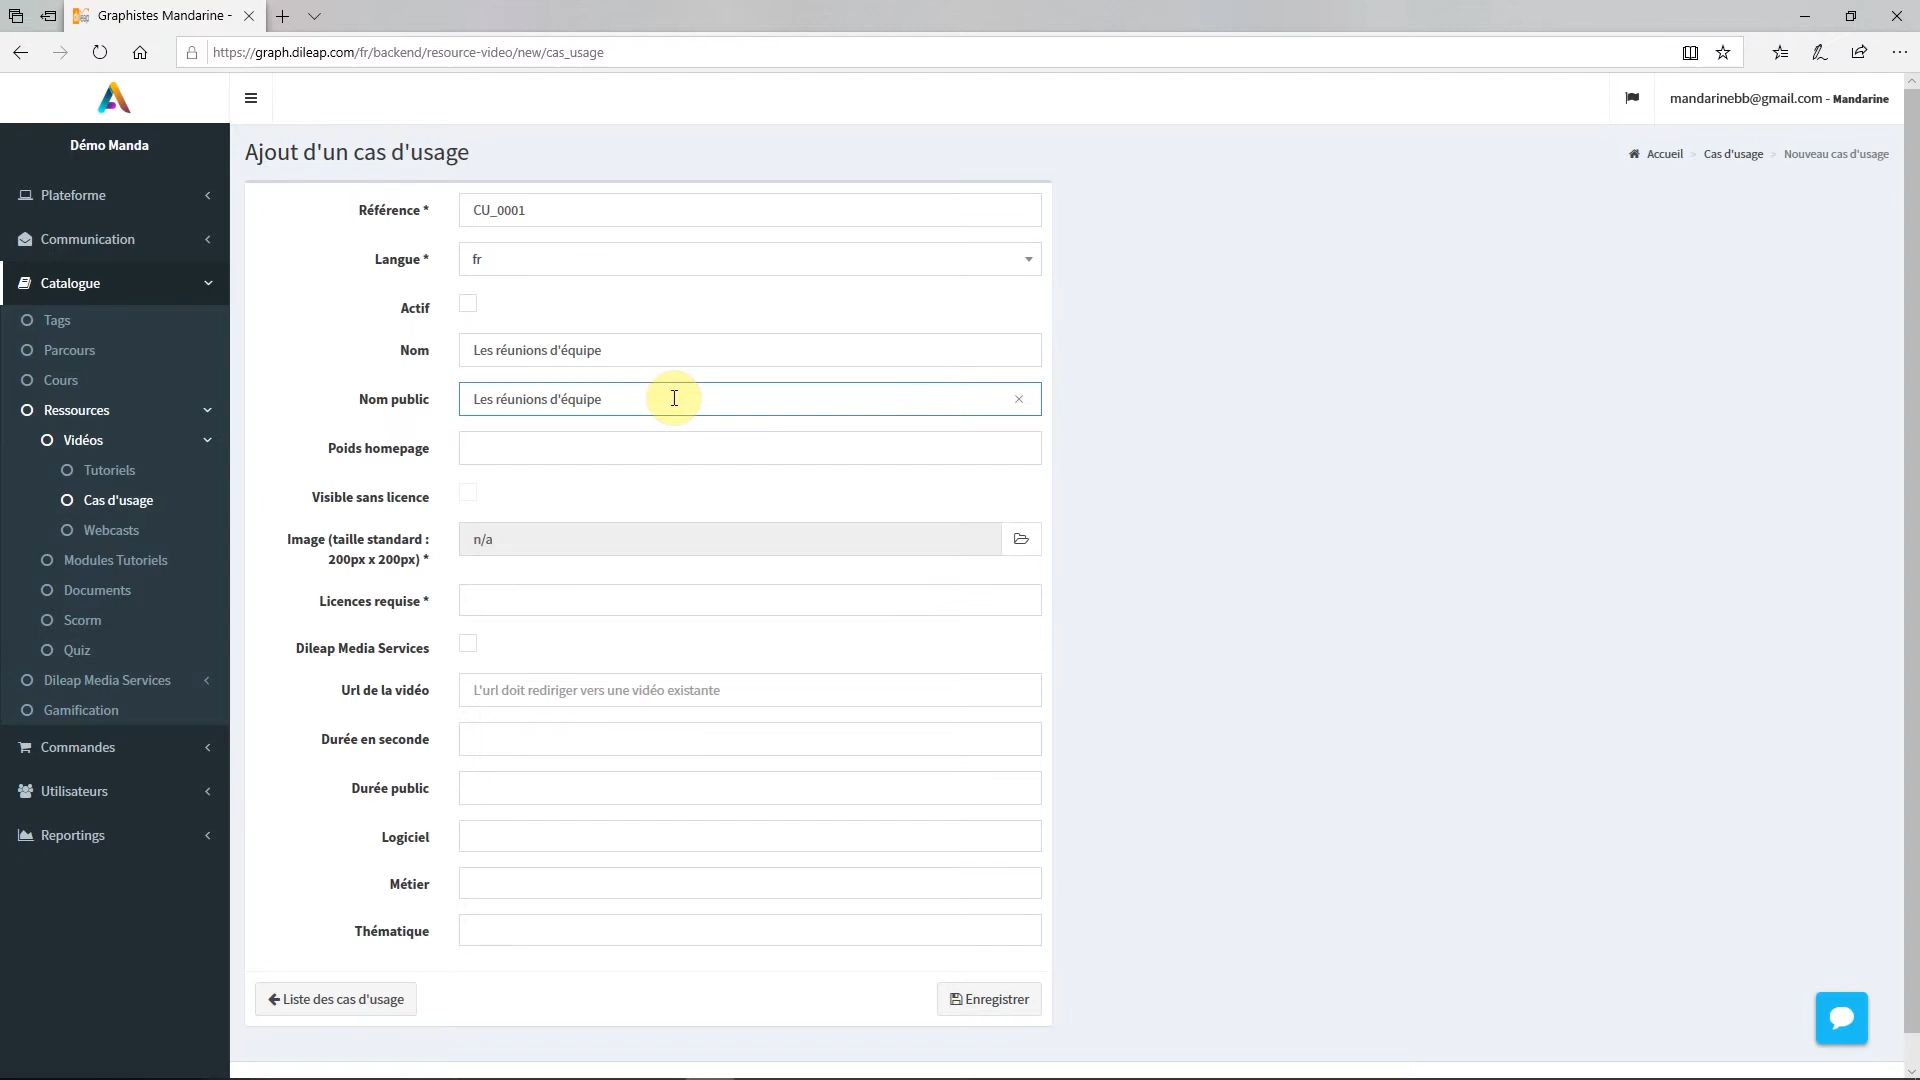 Graphistes Mandarine -
https://graph.dileap.com/fr/backend/resource-video/new/cas_usage
mandarinebb@gmail.com - Mandarine
Démo Manda
Plateforme
Communication
Catalogue
Tags
Parcours
Cours
Ressources
Vidéos
Tutoriels
Cas d'usage
Webcasts
Modules Tutoriels
Documents
Scorm
Quiz
Dileap Media Services
Gamification
Commandes
Utilisateurs
Reportings
Ajout d'un cas d'usage
Accueil > Cas d'usage > Nouveau cas d'usage
Référence * CU_0001
Langue * fr
Actif
Nom Les réunions d'équipe
Nom public Les réunions d'équipe
Poids homepage
Visible sans licence
Image (taille standard : n/a
200px x 200px) *
Licences requise *
Dileap Media Services
Url de la vidéo L'url doit rediriger vers une vidéo existante
Durée en seconde
Durée public
Logiciel
Métier
Thématique
Liste des cas d'usage
Enregistrer